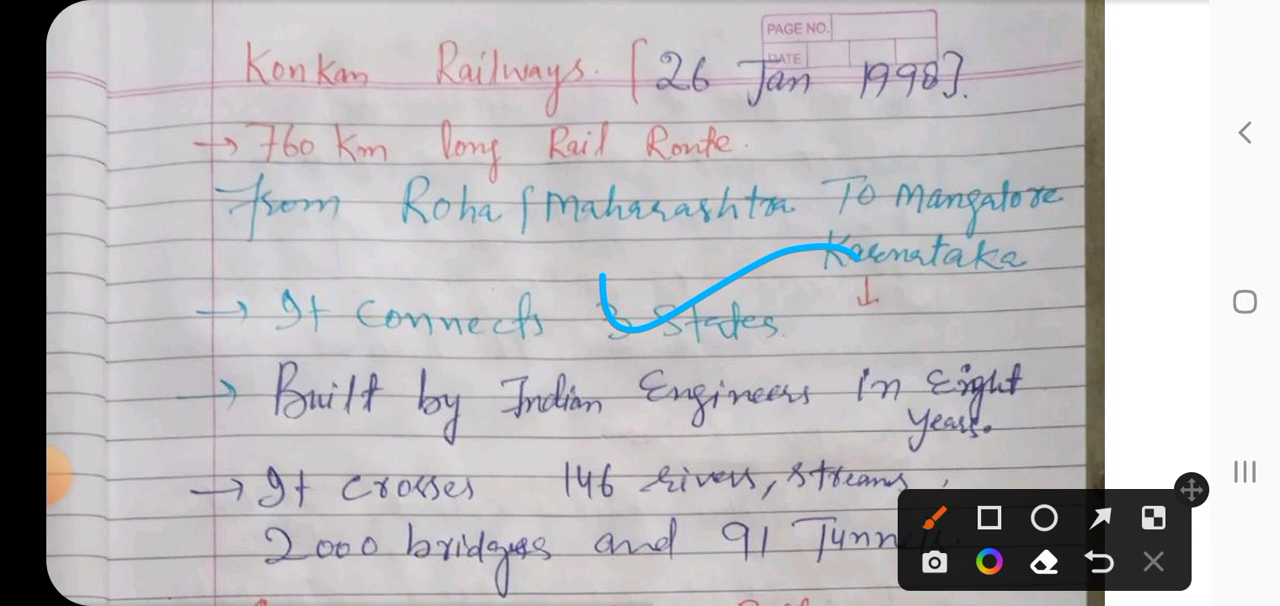 PAGE NO.
DATE
Konkan Railways. [26 Jan 1998].
→ 760 Km long Rail Route.
from Roha [Maharashtra To Mangalore
Karnataka
↓
→ It Connects 3 States.
→ Built by Indian Engineers in Eight
years.
→ It crosses 146 rivers, streams,
2000 bridges and 91 Tunnels.